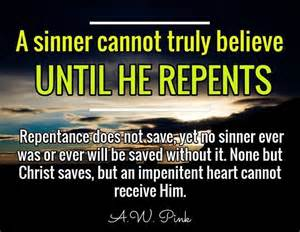 A sinner cannot truly believe
UNTIL HE REPENTS
Repentance does not save, yet no sinner ever
was or ever will be saved without it. None but
Christ saves, but an impenitent heart cannot
receive Him.
A.W. Pink